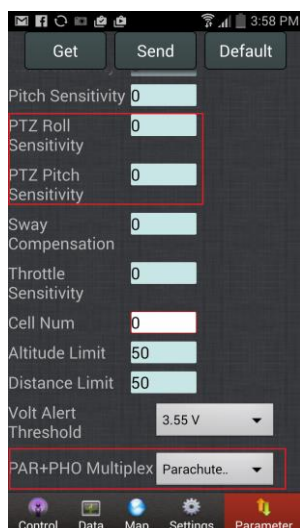 3:58 PM
Get Send Default
Pitch Sensitivity 0
PTZ Roll 0
Sensitivity
PTZ Pitch 0
Sensitivity
Sway 0
Compensation
Throttle 0
Sensitivity
Cell Num 0
Altitude Limit 50
Distance Limit 50
Volt Alert 3.55 V
Threshold
PAR+PHO Multiplex Parachute..
Control Data Map Settings Parameter